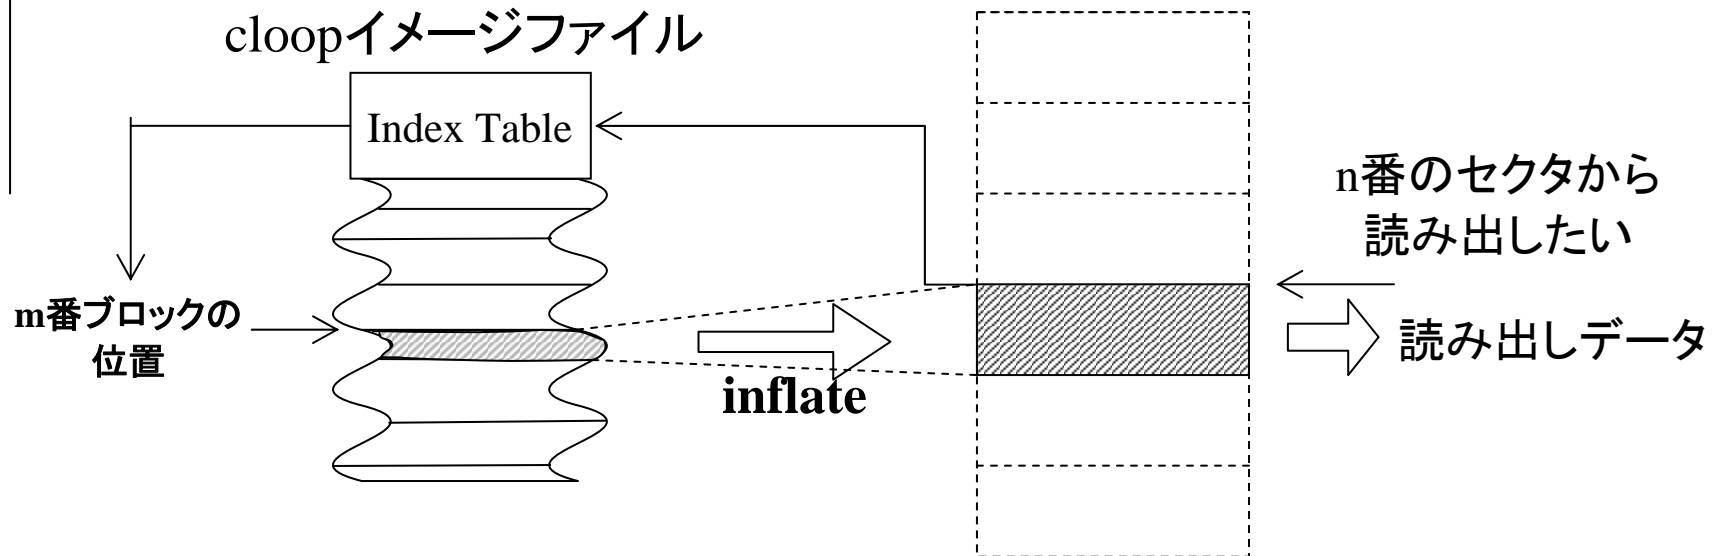 cloopイメージファイル
Index Table
n番のセクタから
読み出したい
m番ブロックの
位置
読み出しデータ
inflate